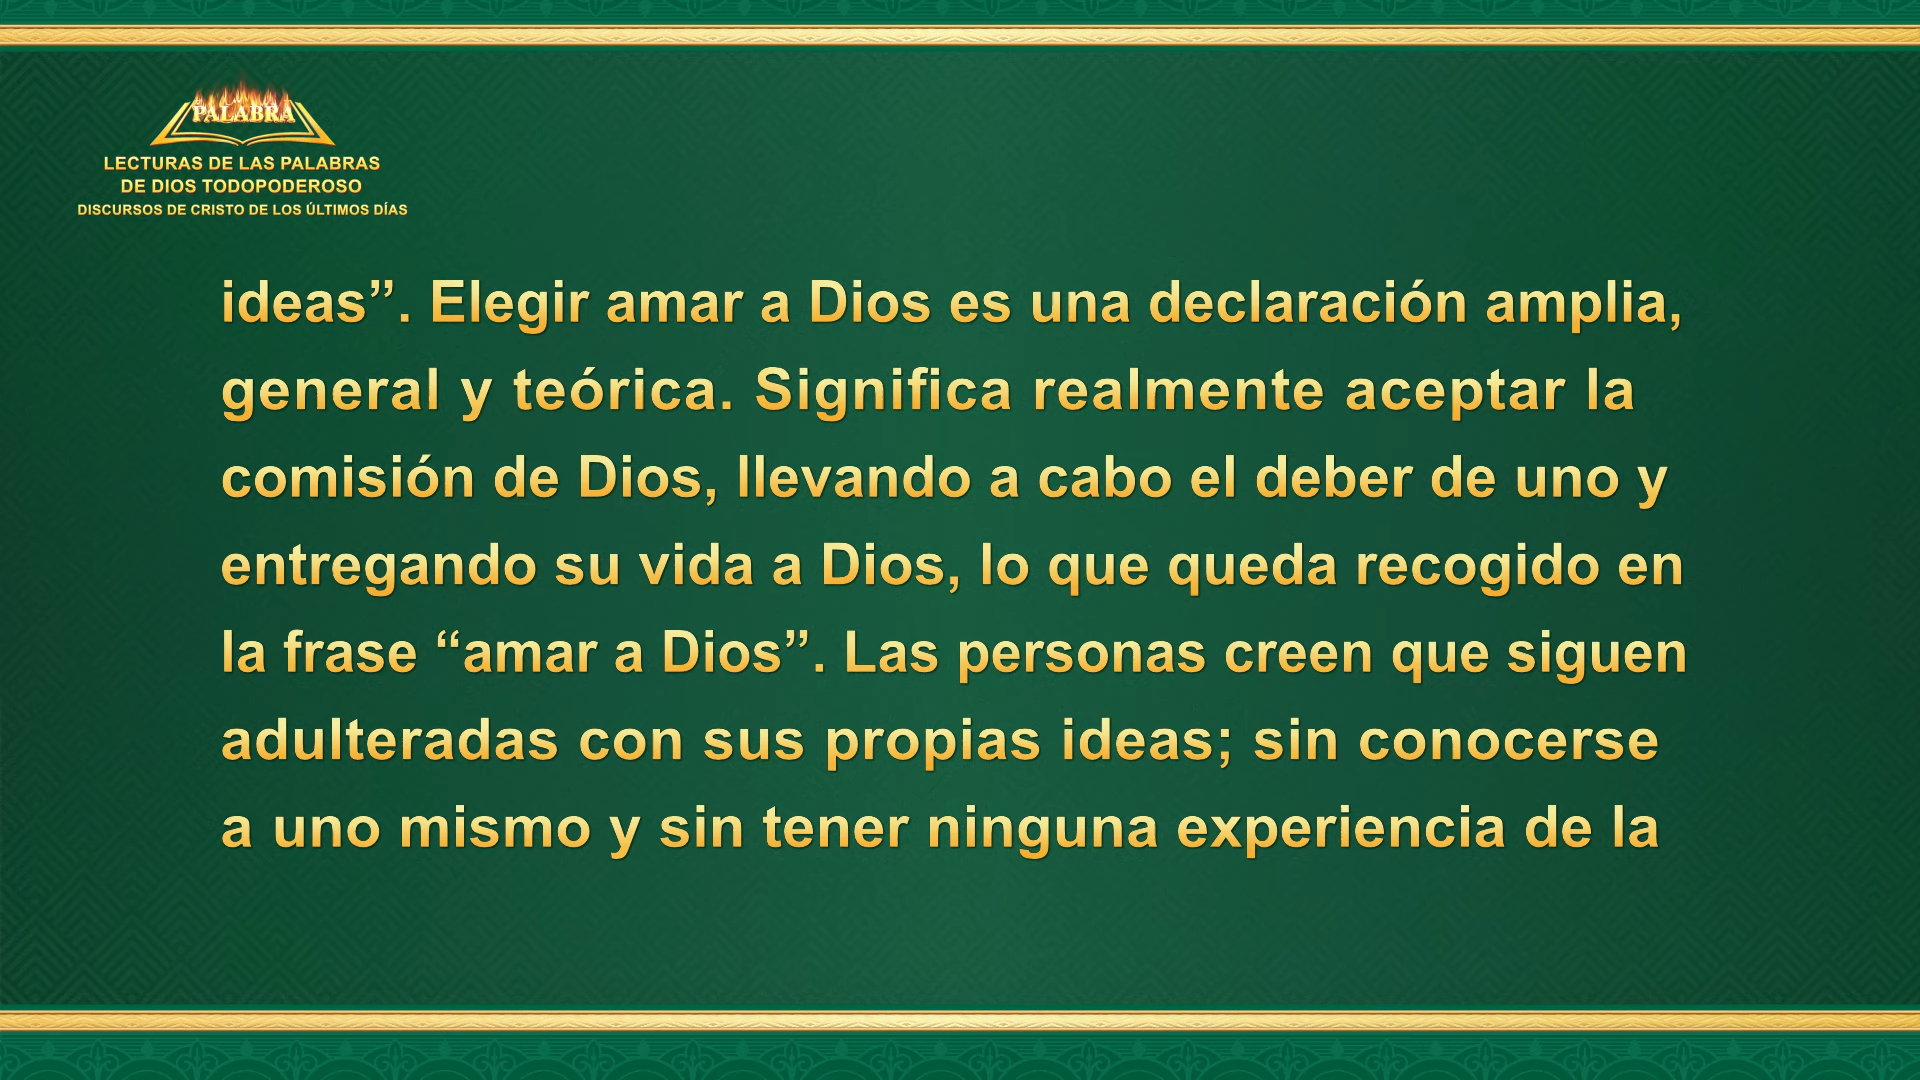 PALABRA
LECTURAS DE LAS PALABRAS
DE DIOS TODOPODEROSO
DISCURSOS DE CRISTO DE LOS ÚLTIMOS DÍAS
ideas”. Elegir amar a Dios es una declaración amplia,
general y teórica. Significa realmente aceptar la
comisión de Dios, llevando a cabo el deber de uno y
entregando su vida a Dios, lo que queda recogido en
la frase “amar a Dios”. Las personas creen que siguen
adulteradas con sus propias ideas; sin conocerse
a uno mismo y sin tener ninguna experiencia de la